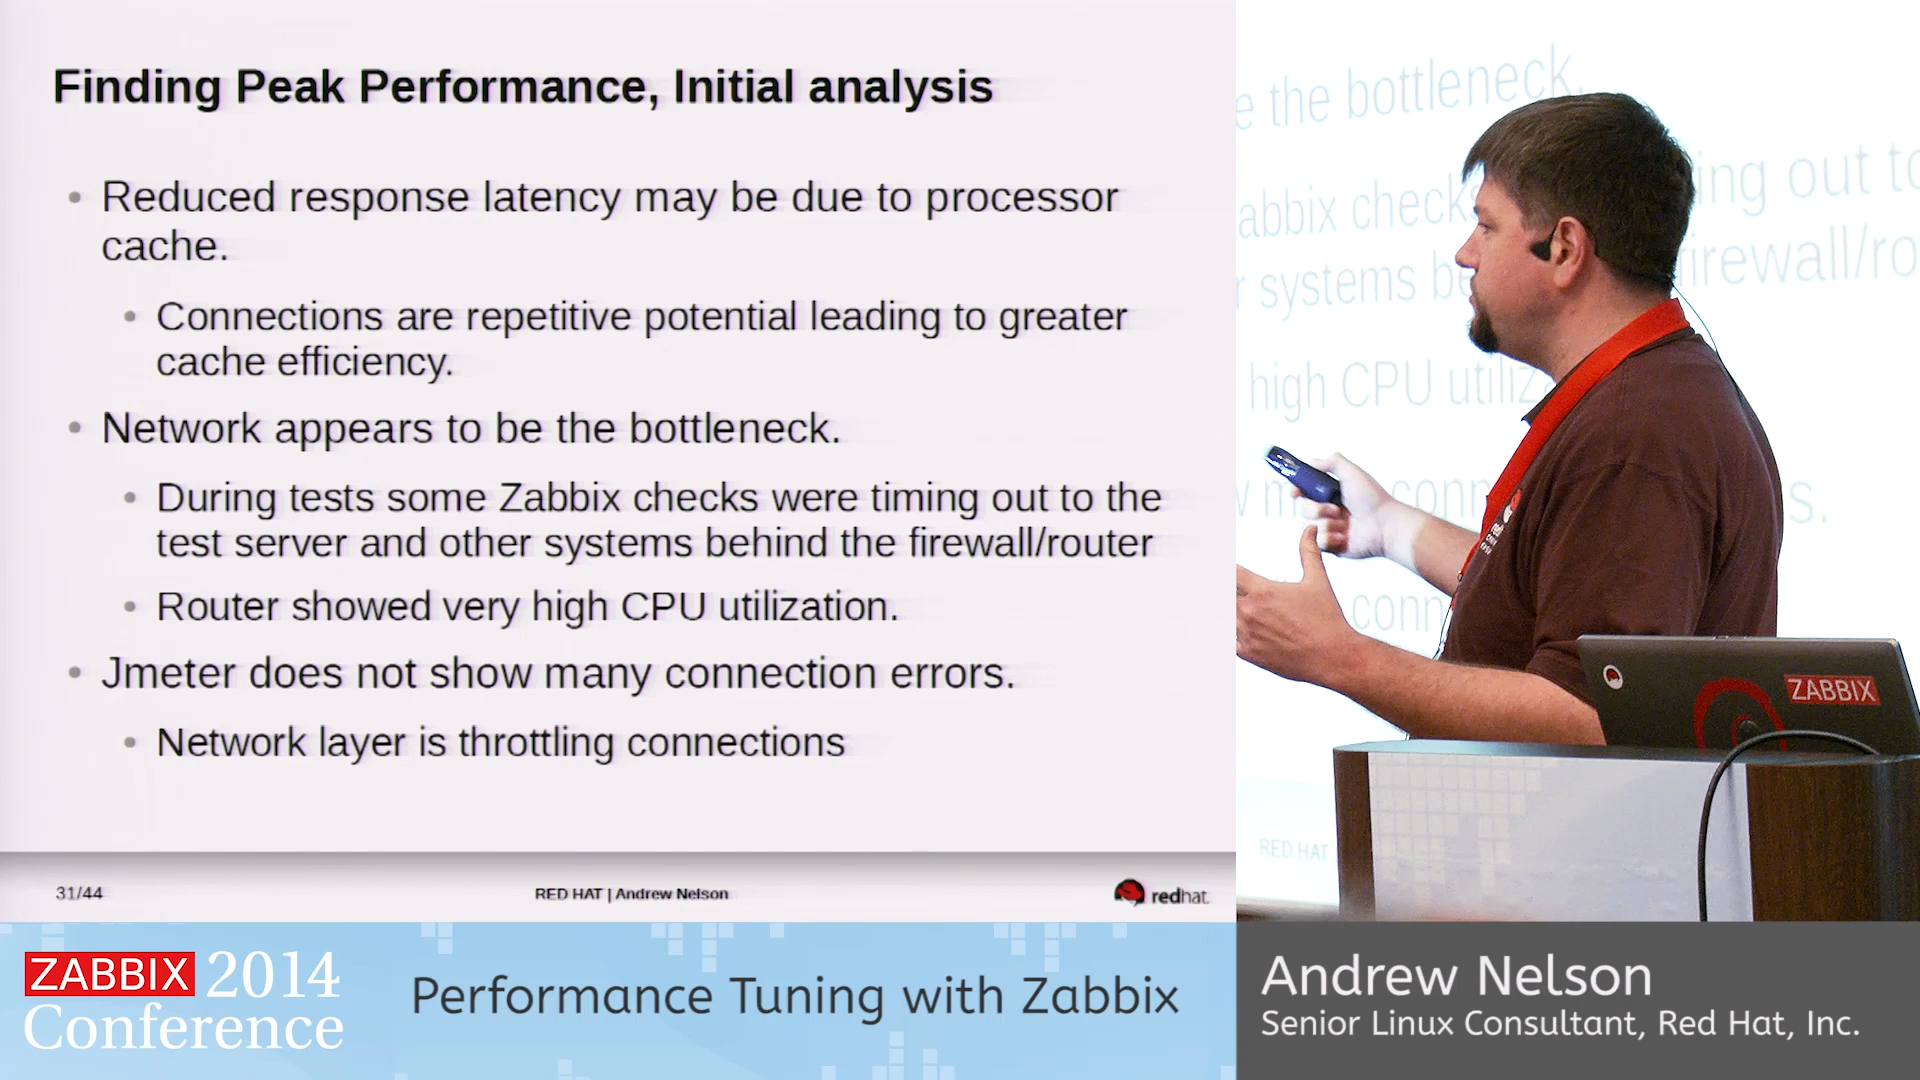 Finding Peak Performance, Initial analysis
• Reduced response latency may be due to processor
cache.
• Connections are repetitive potential leading to greater
cache efficiency.
• Network appears to be the bottleneck.
• During tests some Zabbix checks were timing out to the
test server and other systems behind the firewall/router
• Router showed very high CPU utilization.
• Jmeter does not show many connection errors.
• Network layer is throttling connections
31/44
RED HAT | Andrew Nelson
redhat.
e the bottleneck.
abbix checks
ing out to
r systems be
firewall/ro
high CPU utiliz
conn
s.
conn
RED HAT
ZABBIX
ZABBIX 2014
Conference
Performance Tuning with Zabbix
Andrew Nelson
Senior Linux Consultant, Red Hat, Inc.